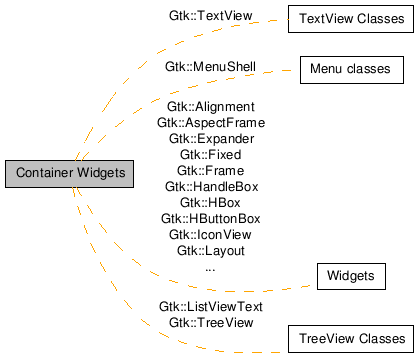 Gtk::TextView
TextView Classes
Gtk::MenuShell
Menu classes
Gtk::Alignment
Gtk::AspectFrame
Gtk::Expander
Gtk::Fixed
Container Widgets
Gtk::Frame
Gtk::HandleBox
Gtk::HBox
Gtk::HButtonBox
Gtk::IconView
Gtk::Layout
...
Widgets
Gtk::ListViewText
Gtk::TreeView
TreeView Classes